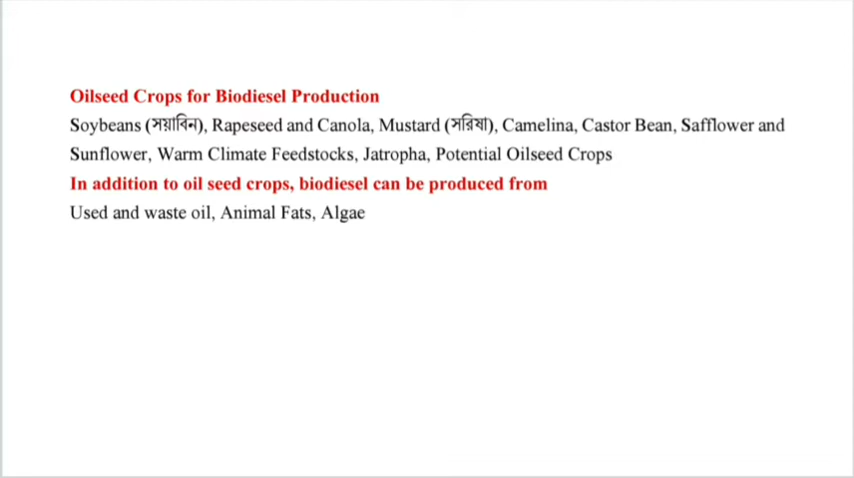 Oilseed Crops for Biodiesel Production
Soybeans (সয়াবিন), Rapeseed and Canola, Mustard (সরিষা), Camelina, Castor Bean, Safflower and
Sunflower, Warm Climate Feedstocks, Jatropha, Potential Oilseed Crops
In addition to oil seed crops, biodiesel can be produced from
Used and waste oil, Animal Fats, Algae